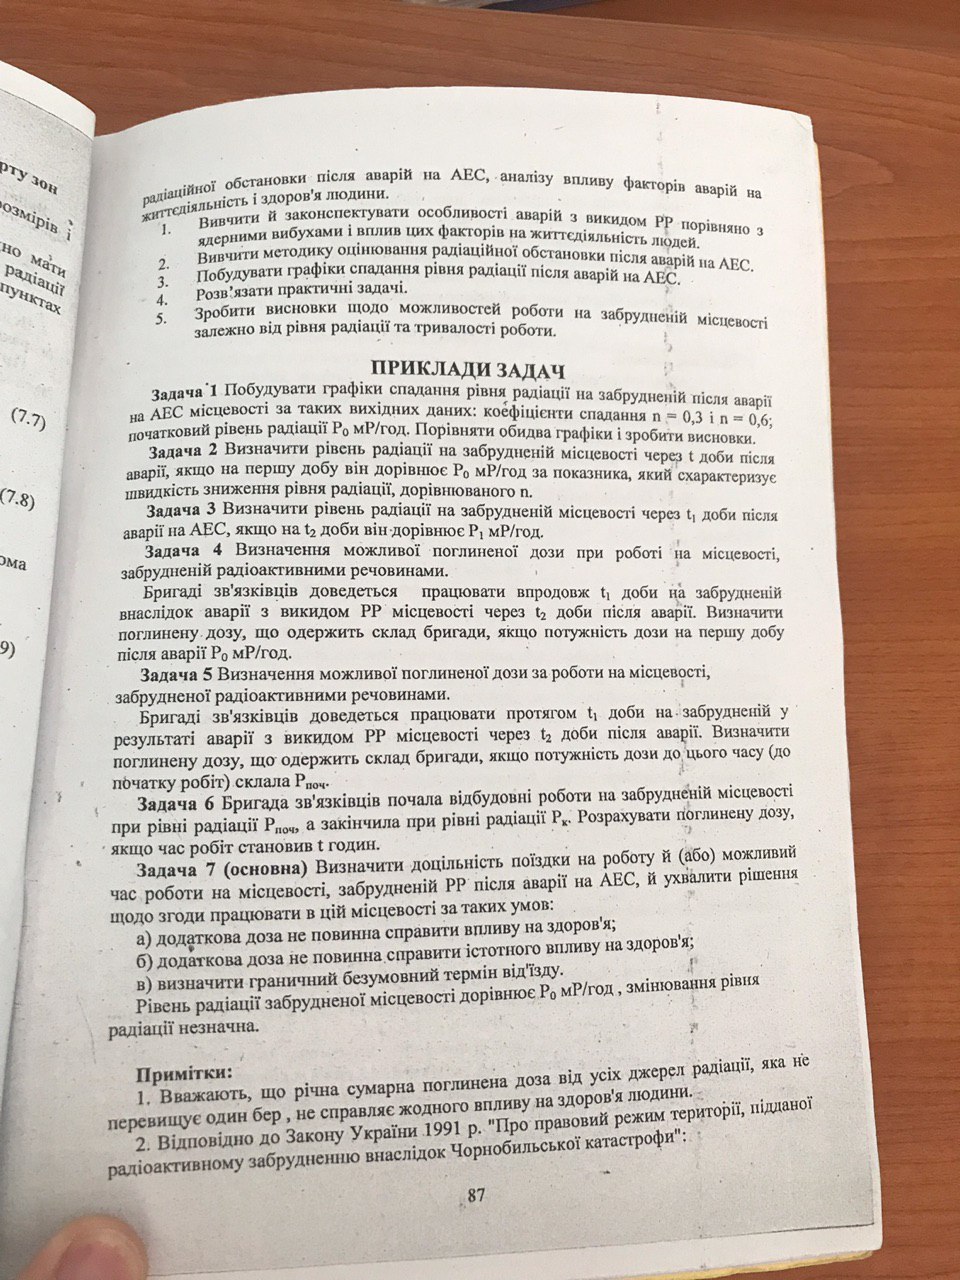 рту зон
озмірів і
но мати
радіації
пунктах
(7.7)
(7.8)
ома
9)
радіаційної обстановки після аварій на АЕС, аналізу впливу факторів аварій на
життєдіяльність і здоров'я людини.
1. Вивчити й законспектувати особливості аварій з викидом РР порівняно з
ядерними вибухами і вплив цих факторів на життєдіяльність людей.
2. Вивчити методику оцінювання радіаційної обстановки після аварій на АЕС.
3. Побудувати графіки спадання рівня радіації після аварій на АЕС.
4. Розв'язати практичні задачі.
5. Зробити висновки щодо можливостей роботи на забрудненій місцевості
залежно від рівня радіації та тривалості роботи.
ПРИКЛАДИ ЗАДАЧ
Задача 1 Побудувати графіки спадання рівня радіації на забрудненій після аварії
на АЕС місцевості за таких вихідних даних: коефіцієнти спадання n = 0,3 і n = 0,6;
початковий рівень радіації P₀ мР/год. Порівняти обидва графіки і зробити висновки.
Задача 2 Визначити рівень радіації на забрудненій місцевості через t доби після
аварії, якщо на першу добу він дорівнює P₀ мР/год за показника, який схарактеризує
швидкість зниження рівня радіації, дорівнюваного n.
Задача 3 Визначити рівень радіації на забрудненій місцевості через t₁ доби після
аварії на АЕС, якщо на t₂ доби він дорівнює P₁ мР/год.
Задача 4 Визначення можливої поглиненої дози при роботі на місцевості,
забрудненій радіоактивними речовинами.
Бригаді зв'язківців доведеться працювати впродовж t₁ доби на забрудненій
внаслідок аварії з викидом РР місцевості через t₂ доби після аварії. Визначити
поглинену дозу, що одержить склад бригади, якщо потужність дози на першу добу
після аварії P₀ мР/год.
Задача 5 Визначення можливої поглиненої дози за роботи на місцевості,
забрудненої радіоактивними речовинами.
Бригаді зв'язківців доведеться працювати протягом t₁ доби на забрудненій у
результаті аварії з викидом РР місцевості через t₂ доби після аварії. Визначити
поглинену дозу, що одержить склад бригади, якщо потужність дози до цього часу (до
початку робіт) склала Pпоч.
Задача 6 Бригада зв'язківців почала відбудовні роботи на забрудненій місцевості
при рівні радіації Pпоч, а закінчила при рівні радіації Pк. Розрахувати поглинену дозу,
якщо час робіт становив t годин.
Задача 7 (основна) Визначити доцільність поїздки на роботу й (або) можливий
час роботи на місцевості, забрудненій РР після аварії на АЕС, й ухвалити рішення
щодо згоди працювати в цій місцевості за таких умов:
а) додаткова доза не повинна справити впливу на здоров'я;
б) додаткова доза не повинна справити істотного впливу на здоров'я;
в) визначити граничний безумовний термін від'їзду.
Рівень радіації забрудненої місцевості дорівнює P₀ мР/год , змінювання рівня
радіації незначна.
Примітки:
1. Вважають, що річна сумарна поглинена доза від усіх джерел радіації, яка не
перевищує один бер , не справляє жодного впливу на здоров'я людини.
2. Відповідно до Закону України 1991 р. "Про правовий режим території, підданої
радіоактивному забрудненню внаслідок Чорнобильської катастрофи":
87